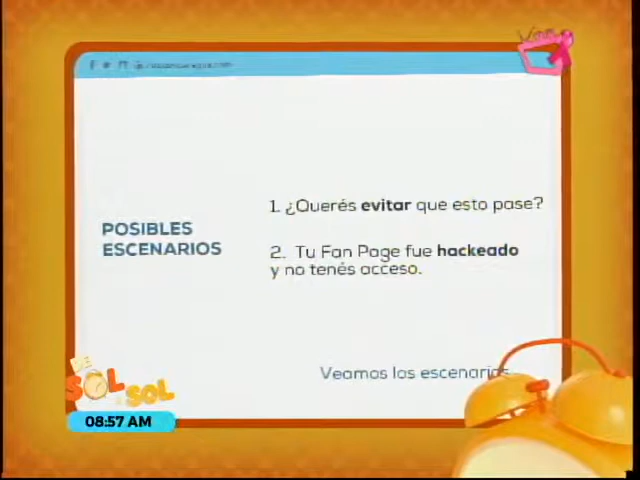 POSIBLES
ESCENARIOS
1. ¿Querés evitar que esto pase?
2. Tu Fan Page fue hackeado
y no tenés acceso.
Veamos los escenarios
DE
SOL
A SOL
08:57 AM